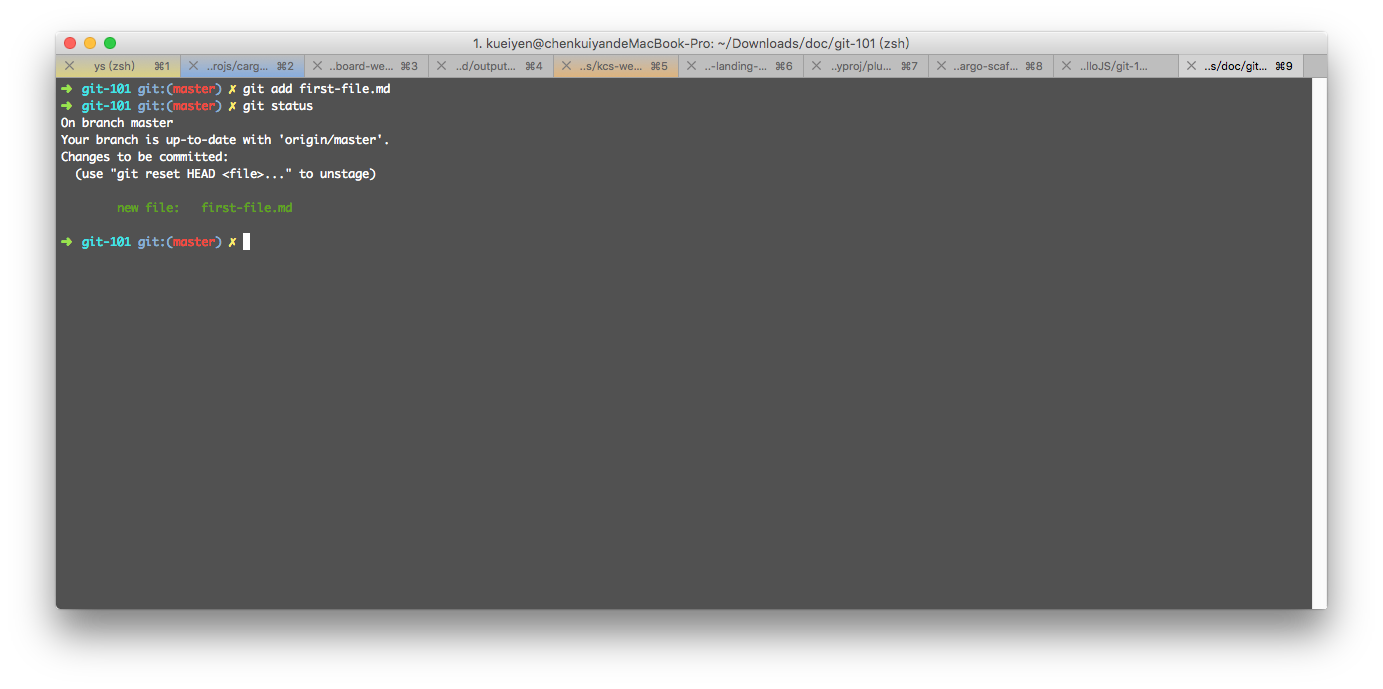 1. kueiyen@chenkuiyandeMacBook-Pro: ~/Downloads/doc/git-101 (zsh)
ys (zsh) ⌘1 ..rojs/carg... ⌘2 ..board-we... ⌘3 ..d/output... ⌘4 ..s/kcs-we... ⌘5 ..-landing-... ⌘6 ..yproj/plu... ⌘7 ..argo-scaf... ⌘8 ..lloJS/git-1... ..s/doc/git... ⌘9
➜ git-101 git:(master) ✗ git add first-file.md
➜ git-101 git:(master) ✗ git status
On branch master
Your branch is up-to-date with 'origin/master'.
Changes to be committed:
(use "git reset HEAD <file>..." to unstage)
new file: first-file.md
➜ git-101 git:(master) ✗